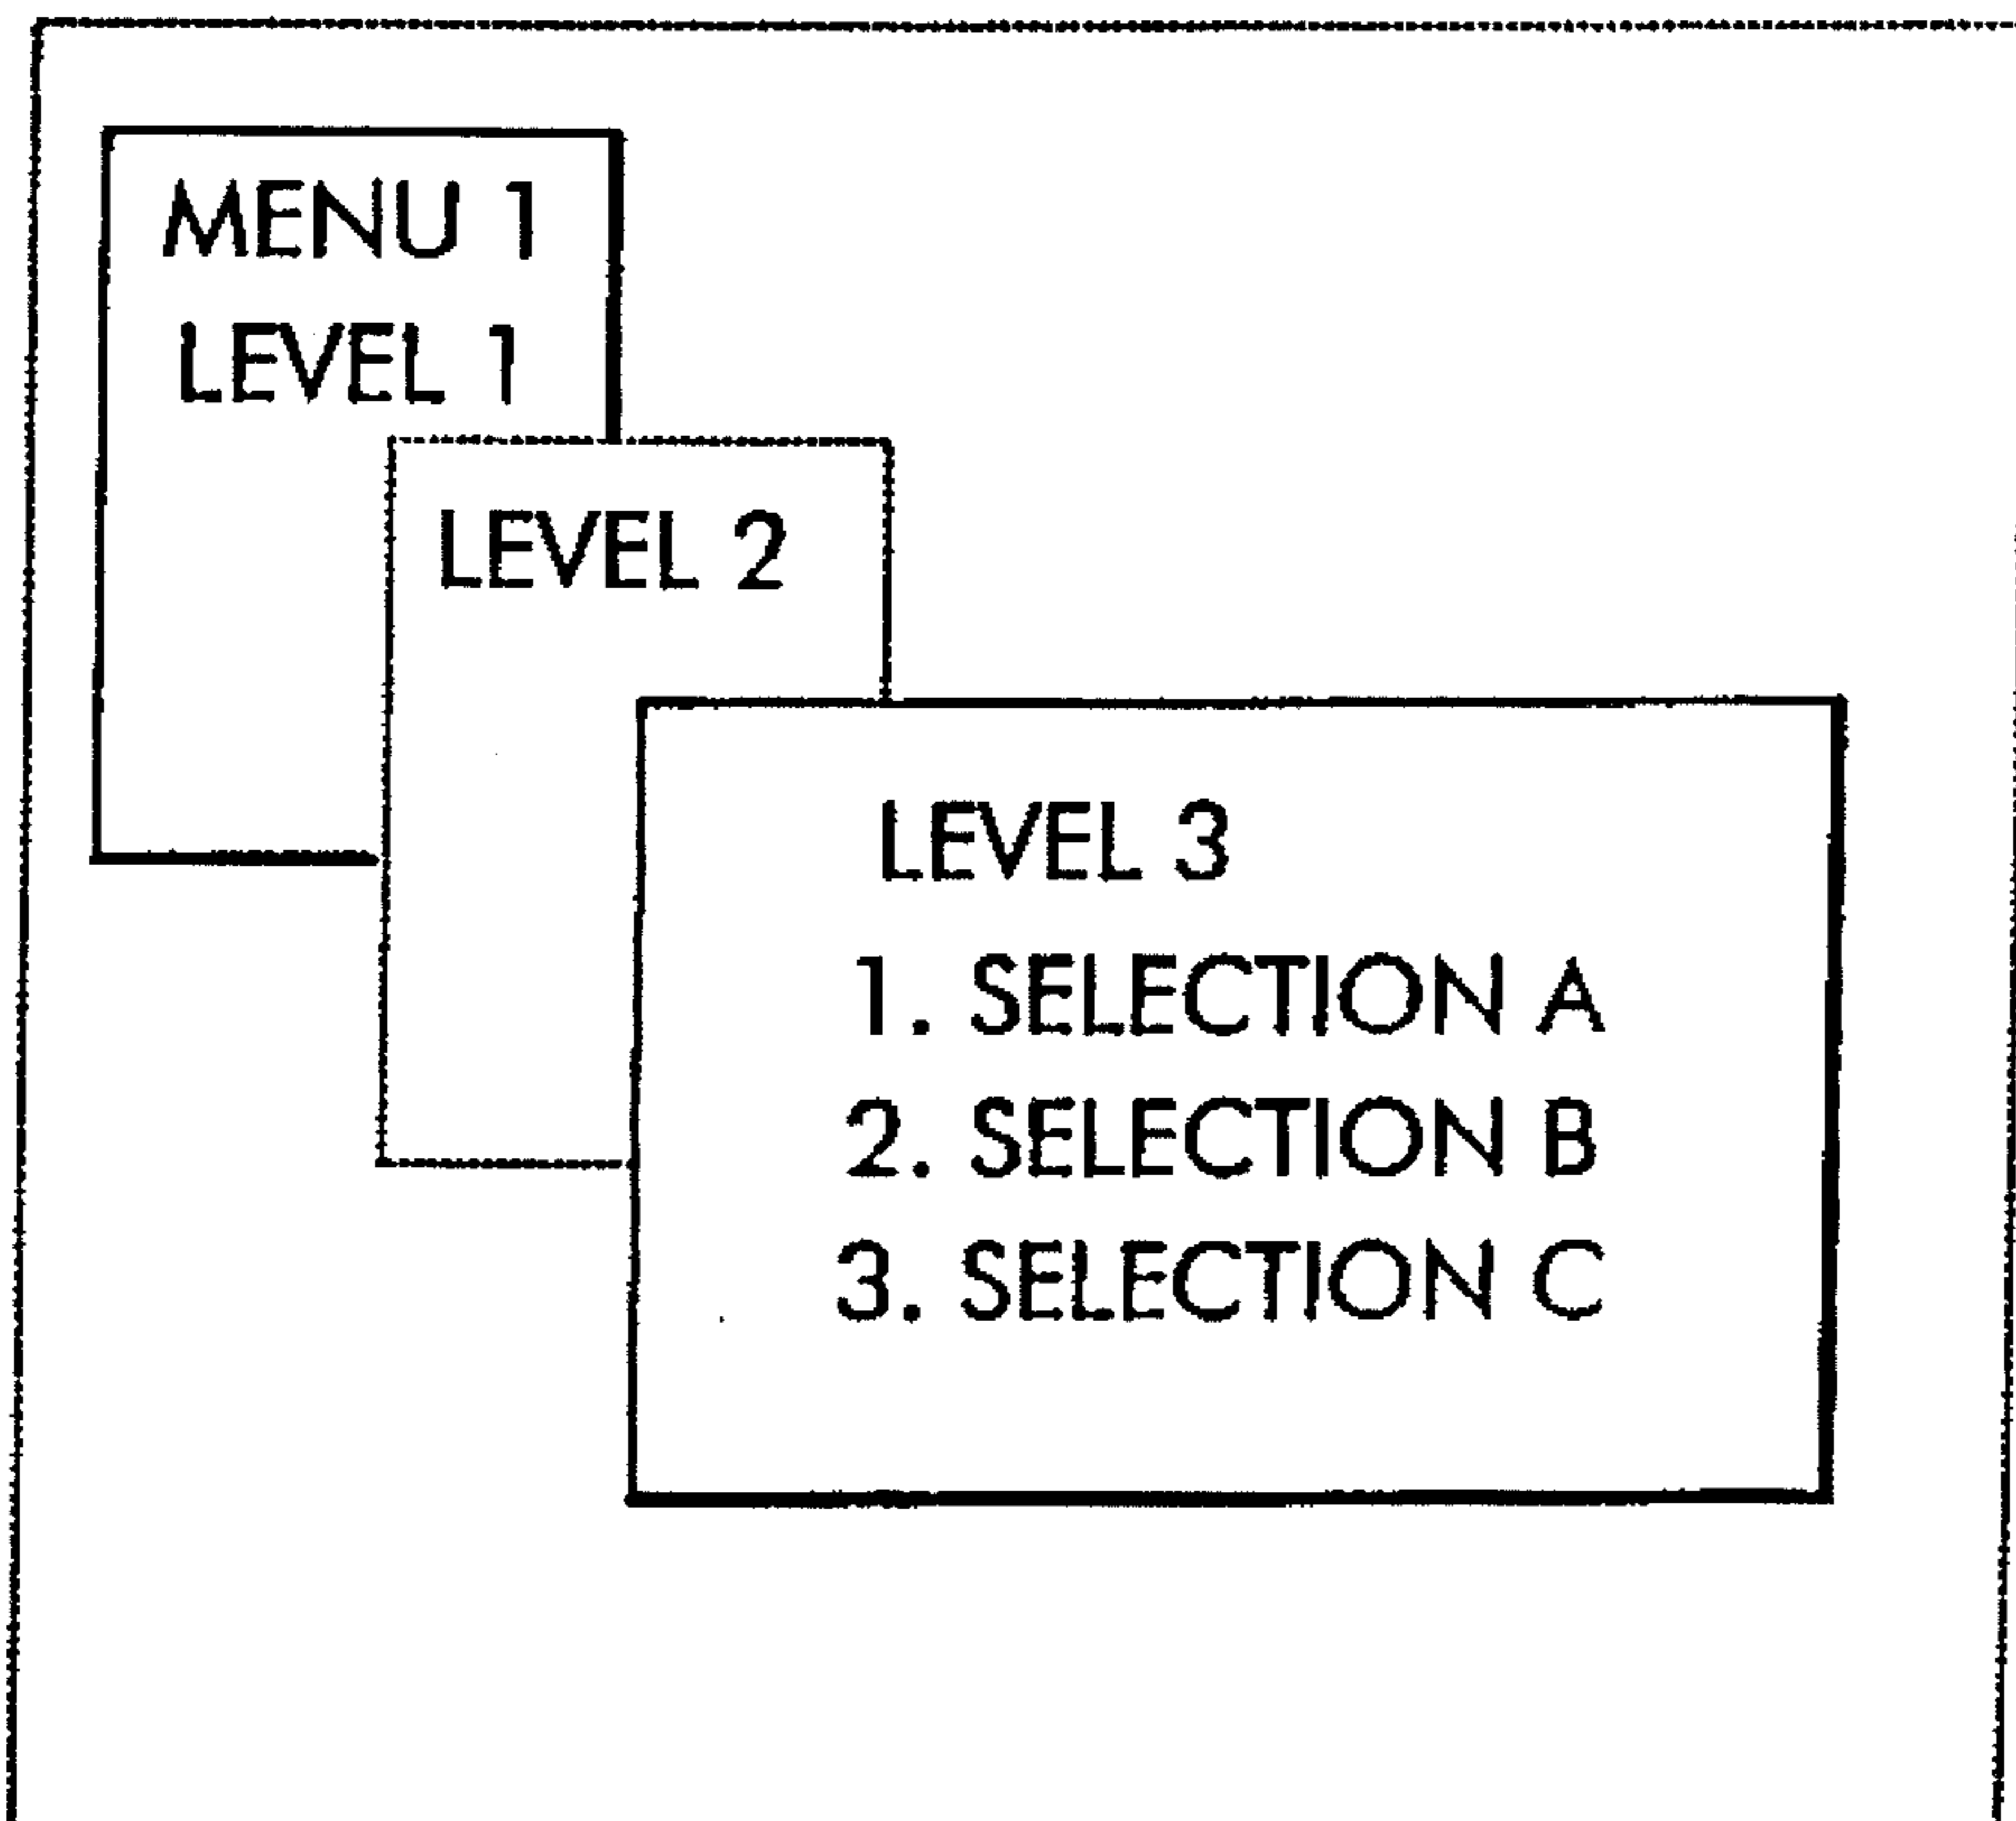 MENU 1
LEVEL 1
LEVEL 2
LEVEL 3
1. SELECTION A
2. SELECTION B
3. SELECTION C